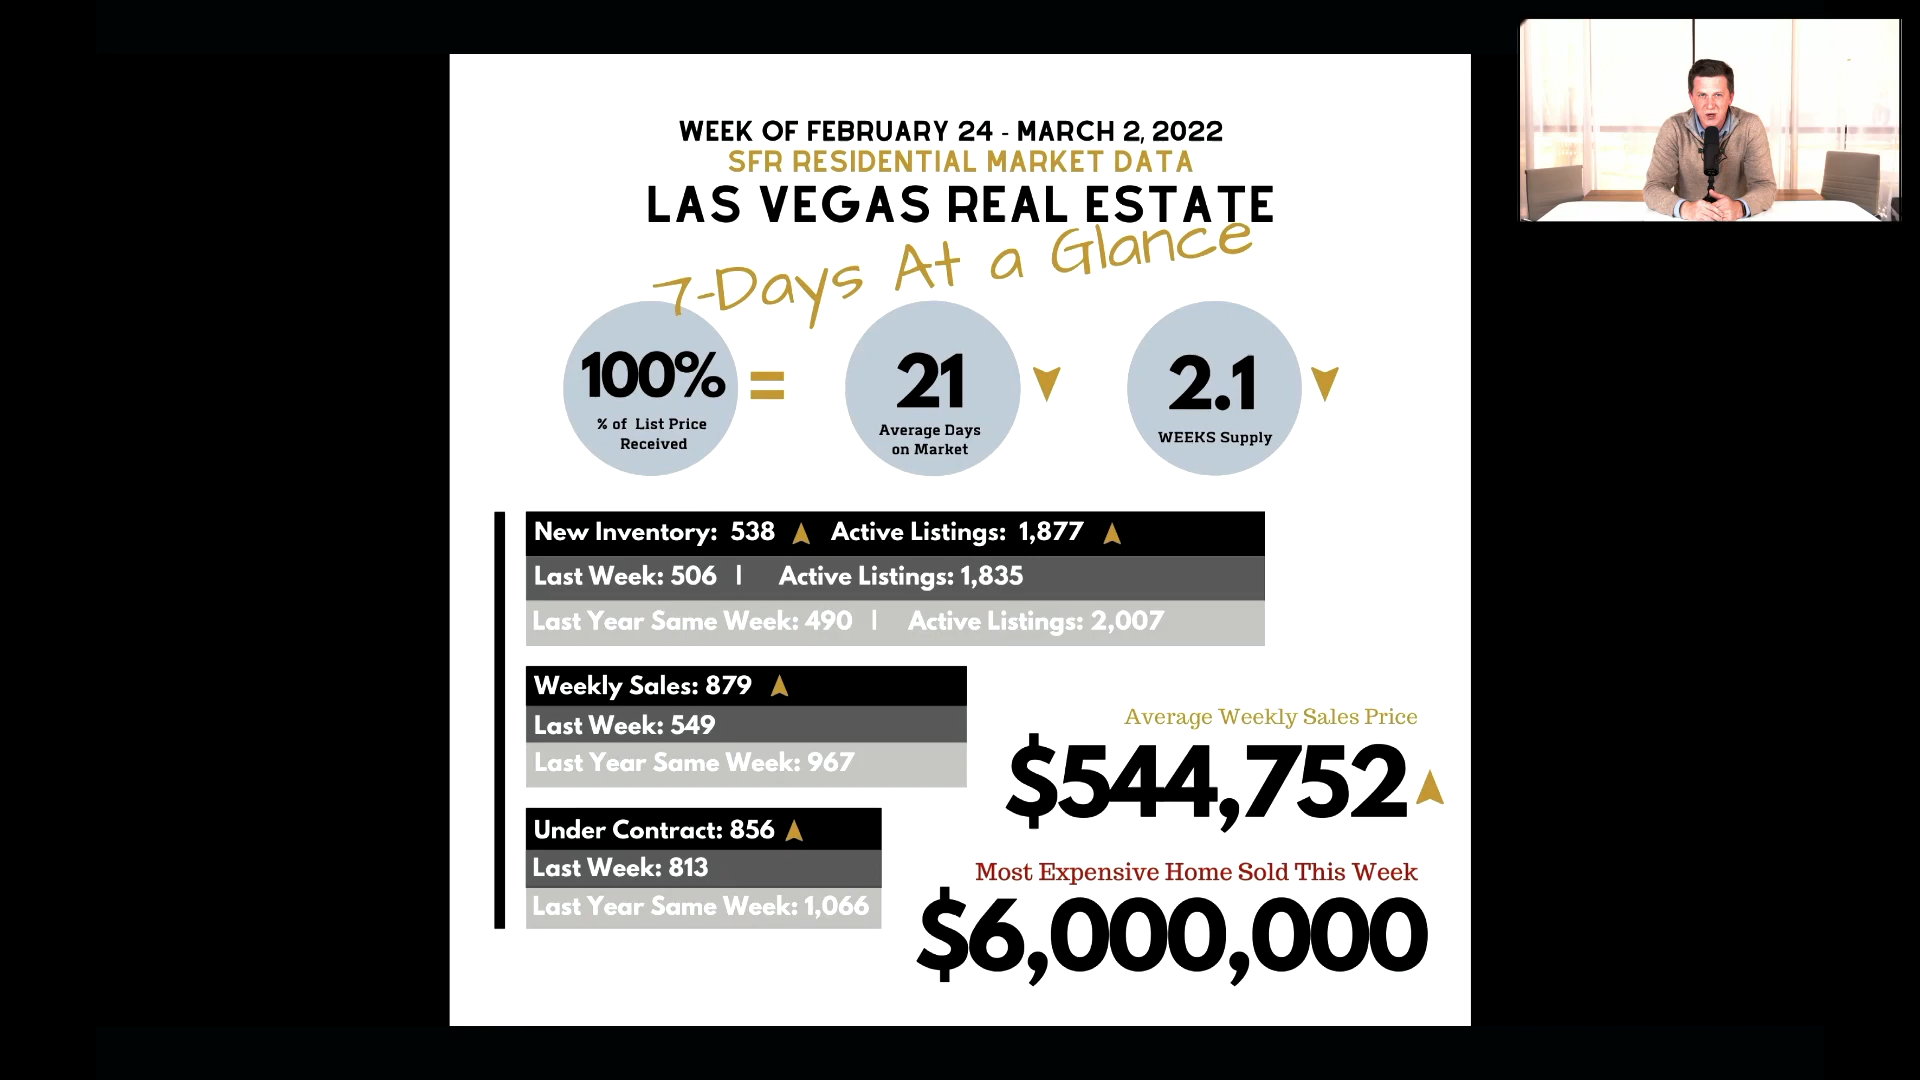 WEEK OF FEBRUARY 24 - MARCH 2, 2022
SFR RESIDENTIAL MARKET DATA
LAS VEGAS REAL ESTATE
7-Days At a Glance
100% =
% of List Price
Received
21
Average Days
on Market
2.1
WEEKS Supply
New Inventory: 538 Active Listings: 1,877
Last Week: 506 | Active Listings: 1,835
Last Year Same Week: 490 | Active Listings: 2,007
Weekly Sales: 879
Last Week: 549
Last Year Same Week: 967
Under Contract: 856
Last Week: 813
Last Year Same Week: 1,066
Average Weekly Sales Price
$544,752
Most Expensive Home Sold This Week
$6,000,000